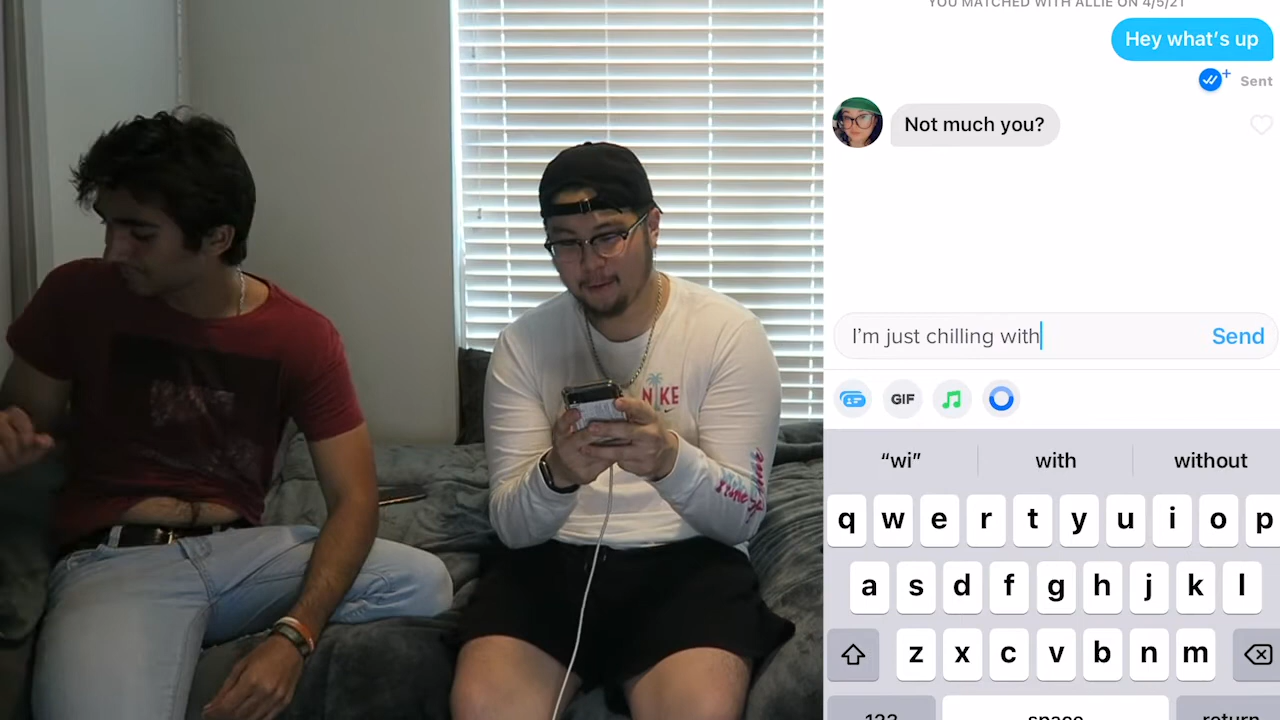 YOU MATCHED WITH ALLIE ON 4/5/21
Hey what's up
Sent
Not much you?
I'm just chilling with
Send
GIF
"wi"
with
without
q w e r t y u i o p
a s d f g h j k l
z x c v b n m
123
space
return
NIKE